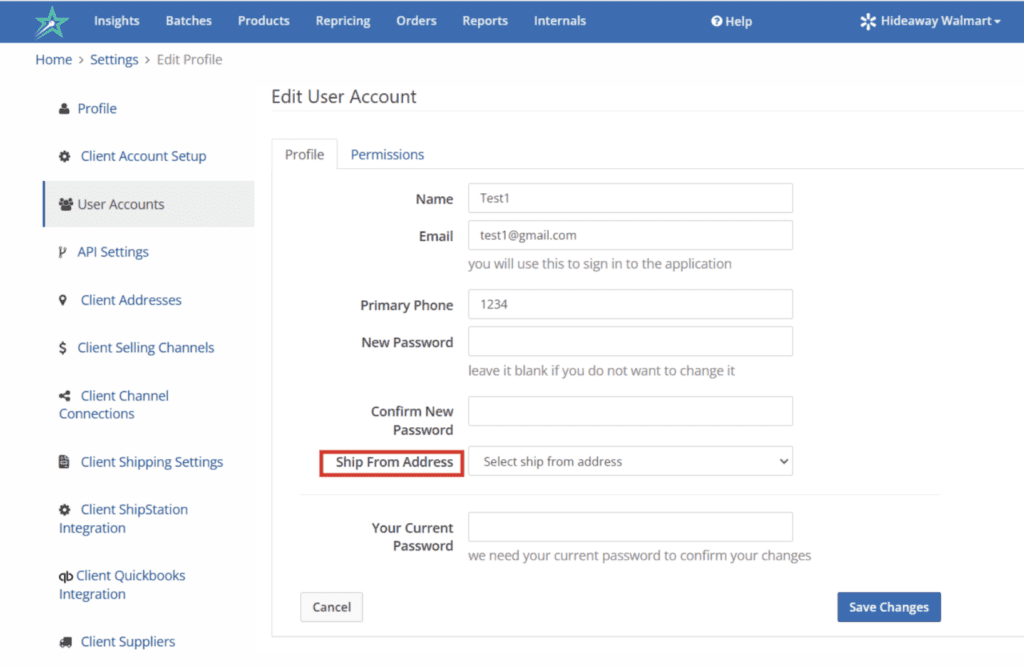 Insights Batches Products Repricing Orders Reports Internals Help Hideaway Walmart
Home > Settings > Edit Profile
Profile
Client Account Setup
User Accounts
API Settings
Client Addresses
Client Selling Channels
Client Channel
Connections
Client Shipping Settings
Client ShipStation
Integration
qb Client Quickbooks
Integration
Client Suppliers
Edit User Account
Profile Permissions
Name Test1
Email test1@gmail.com
you will use this to sign in to the application
Primary Phone 1234
New Password
leave it blank if you do not want to change it
Confirm New
Password
Ship From Address Select ship from address
Your Current
Password
we need your current password to confirm your changes
Cancel Save Changes